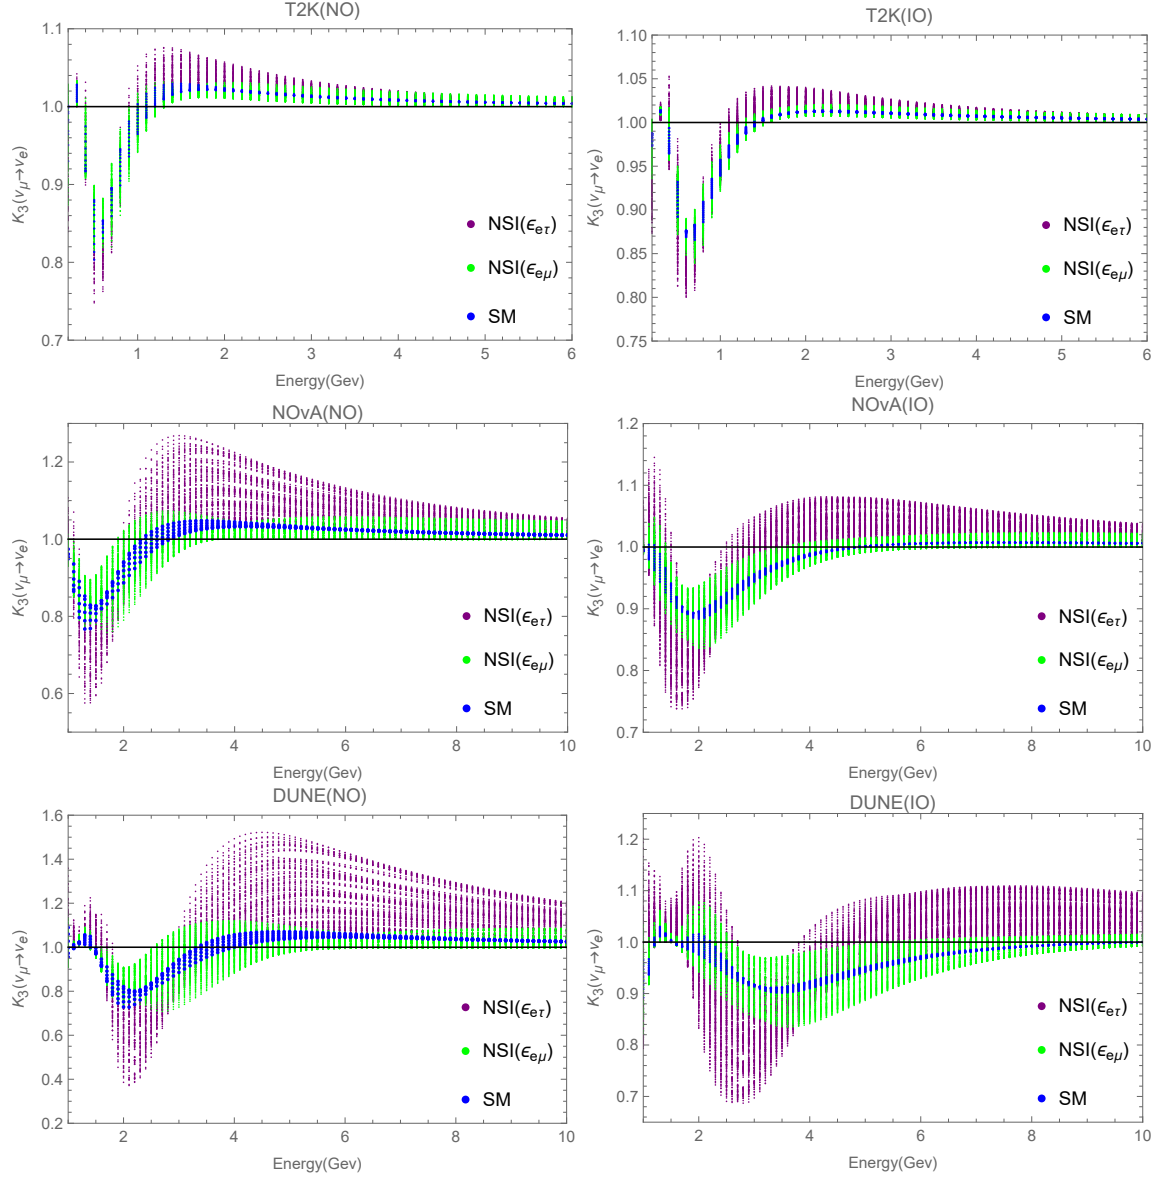 T2K(NO)
1.1
1.0
0.9
0.8
0.7
K3(νμ→νe)
1 2 3 4 5 6
Energy(Gev)
NSI(ϵeτ)
NSI(ϵeμ)
SM
T2K(IO)
1.10
1.05
1.00
0.95
0.90
0.85
0.80
0.75
K3(νμ→νe)
1 2 3 4 5 6
Energy(Gev)
NSI(ϵeτ)
NSI(ϵeμ)
SM
NOvA(NO)
1.2
1.0
0.8
0.6
K3(νμ→νe)
2 4 6 8 10
Energy(Gev)
NSI(ϵeτ)
NSI(ϵeμ)
SM
NOvA(IO)
1.2
1.1
1.0
0.9
0.8
0.7
K3(νμ→νe)
2 4 6 8 10
Energy(Gev)
NSI(ϵeτ)
NSI(ϵeμ)
SM
DUNE(NO)
1.6
1.4
1.2
1.0
0.8
0.6
0.4
0.2
K3(νμ→νe)
2 4 6 8 10
Energy(Gev)
NSI(ϵeτ)
NSI(ϵeμ)
SM
DUNE(IO)
1.2
1.1
1.0
0.9
0.8
0.7
K3(νμ→νe)
2 4 6 8 10
Energy(Gev)
NSI(ϵeτ)
NSI(ϵeμ)
SM